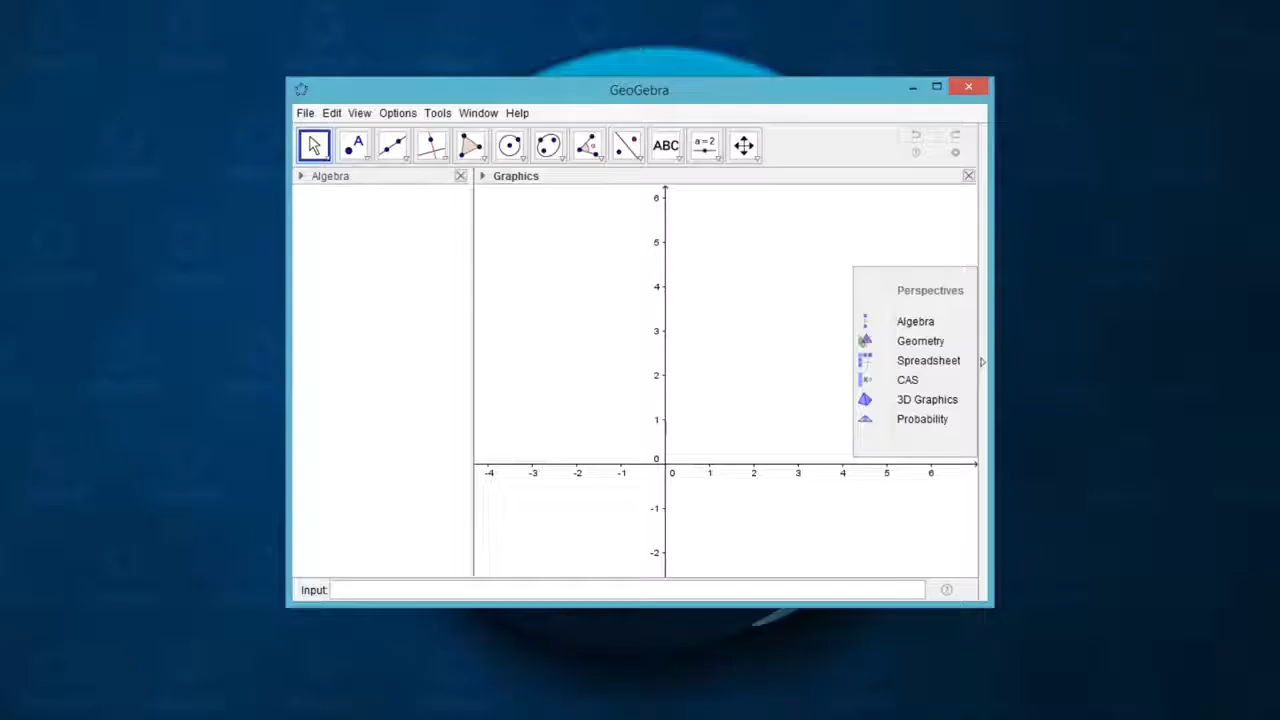 GeoGebra
File Edit View Options Tools Window Help
A ABC a=2
Algebra
Graphics
6
5
4
3
2
1
0
-4 -3 -2 -1 0 1 2 3 4 5 6
-1
-2
Perspectives
Algebra
Geometry
Spreadsheet
CAS
3D Graphics
Probability
Input: